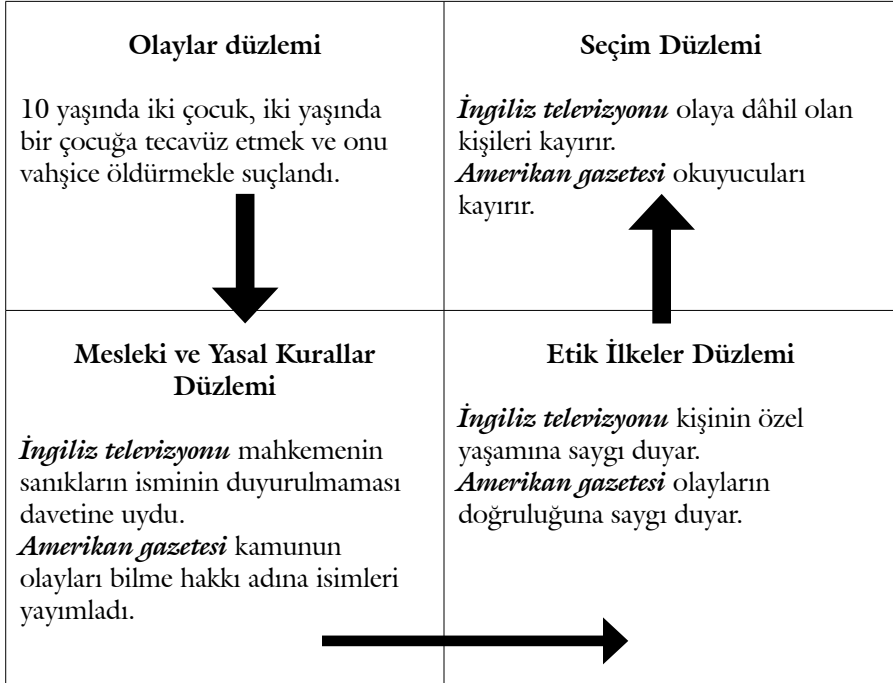 Olaylar düzlemi
10 yaşında iki çocuk, iki yaşında
bir çocuğa tecavüz etmek ve onu
vahşice öldürmekle suçlandı.
Seçim Düzlemi
İngiliz televizyonu olaya dâhil olan
kişileri kayırır.
Amerikan gazetesi okuyucuları
kayırır.
Mesleki ve Yasal Kurallar
Düzlemi
İngiliz televizyonu mahkemenin
sanıkların isminin duyurulmaması
davetine uydu.
Amerikan gazetesi kamunun
olayları bilme hakkı adına isimleri
yayımladı.
Etik İlkeler Düzlemi
İngiliz televizyonu kişinin özel
yaşamına saygı duyar.
Amerikan gazetesi olayların
doğruluğuna saygı duyar.